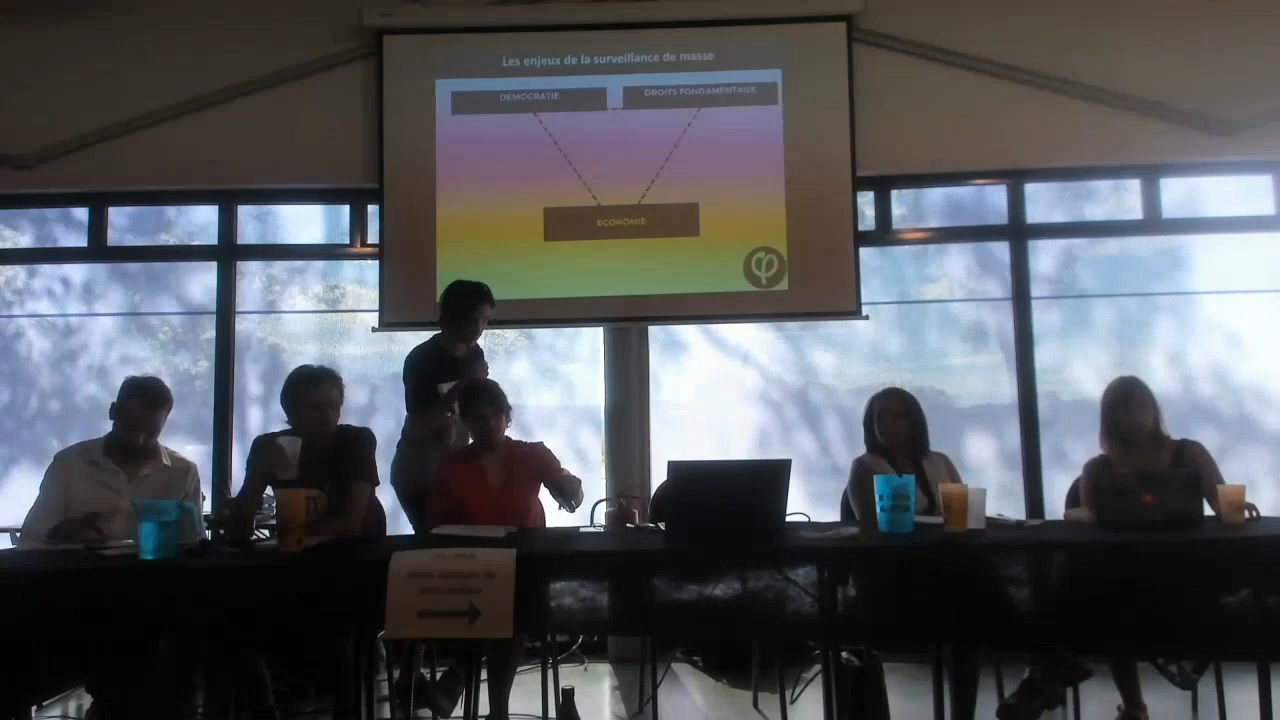 Les enjeux de la surveillance de masse
DEMOCRATIE
DROITS FONDAMENTAUX
ECONOMIE